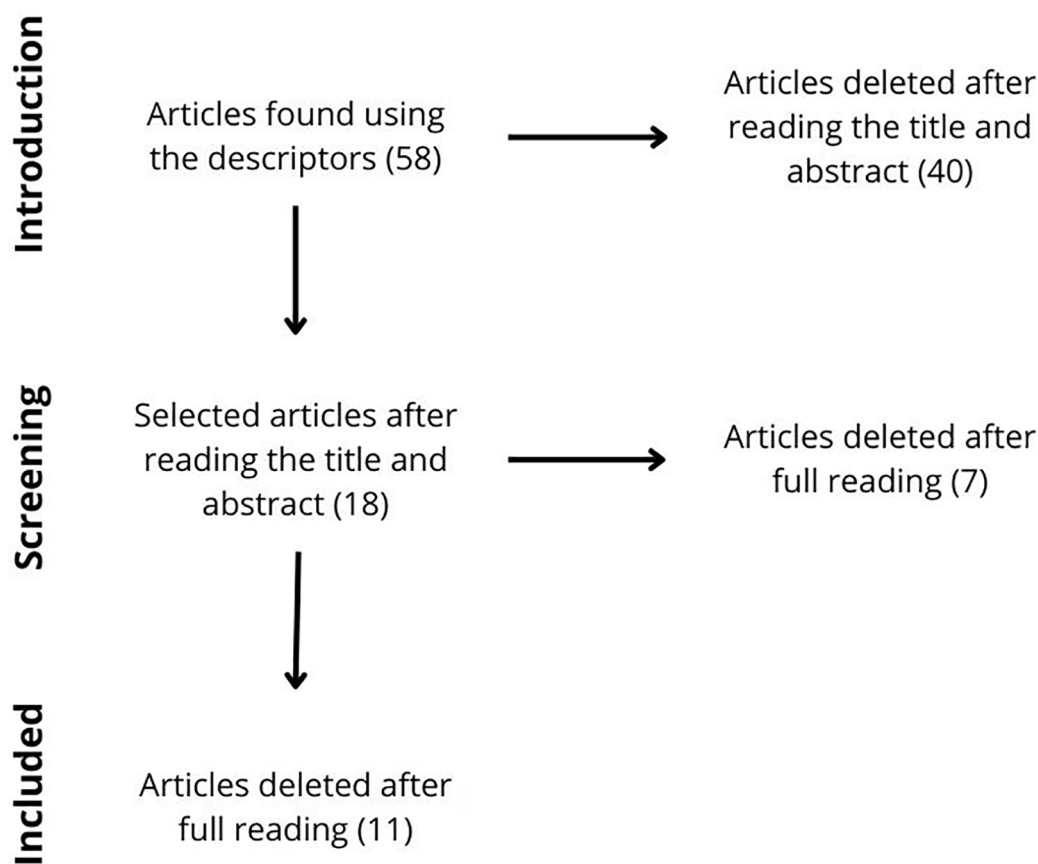 Introduction
Articles found using
the descriptors (58)
Articles deleted after
reading the title and
abstract (40)
Screening
Selected articles after
reading the title and
abstract (18)
Articles deleted after
full reading (7)
Included
Articles deleted after
full reading (11)